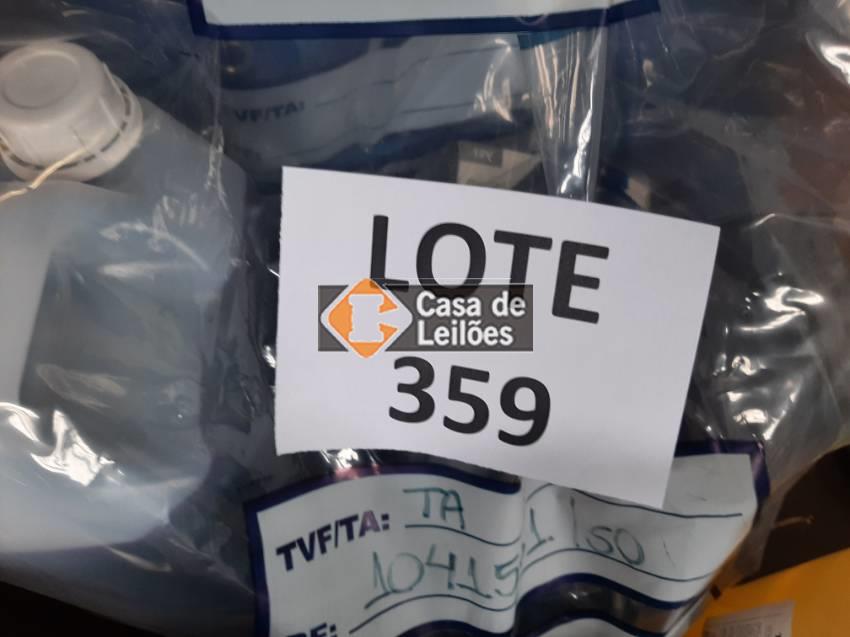 TVF/TA:
LOTE
Casa de
Leilões
359
TVF/TA: TA
10415